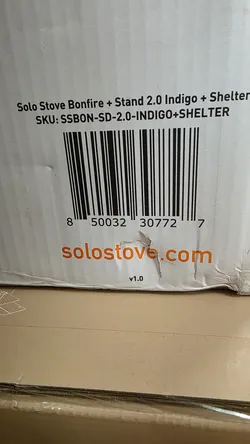 Solo Stove Bonfire + Stand 2.0 Indigo + Shelter
SKU: SSBON-SD-2.0-INDIGO+SHELTER
8 50032 30772 7
solostove.com
v1.0